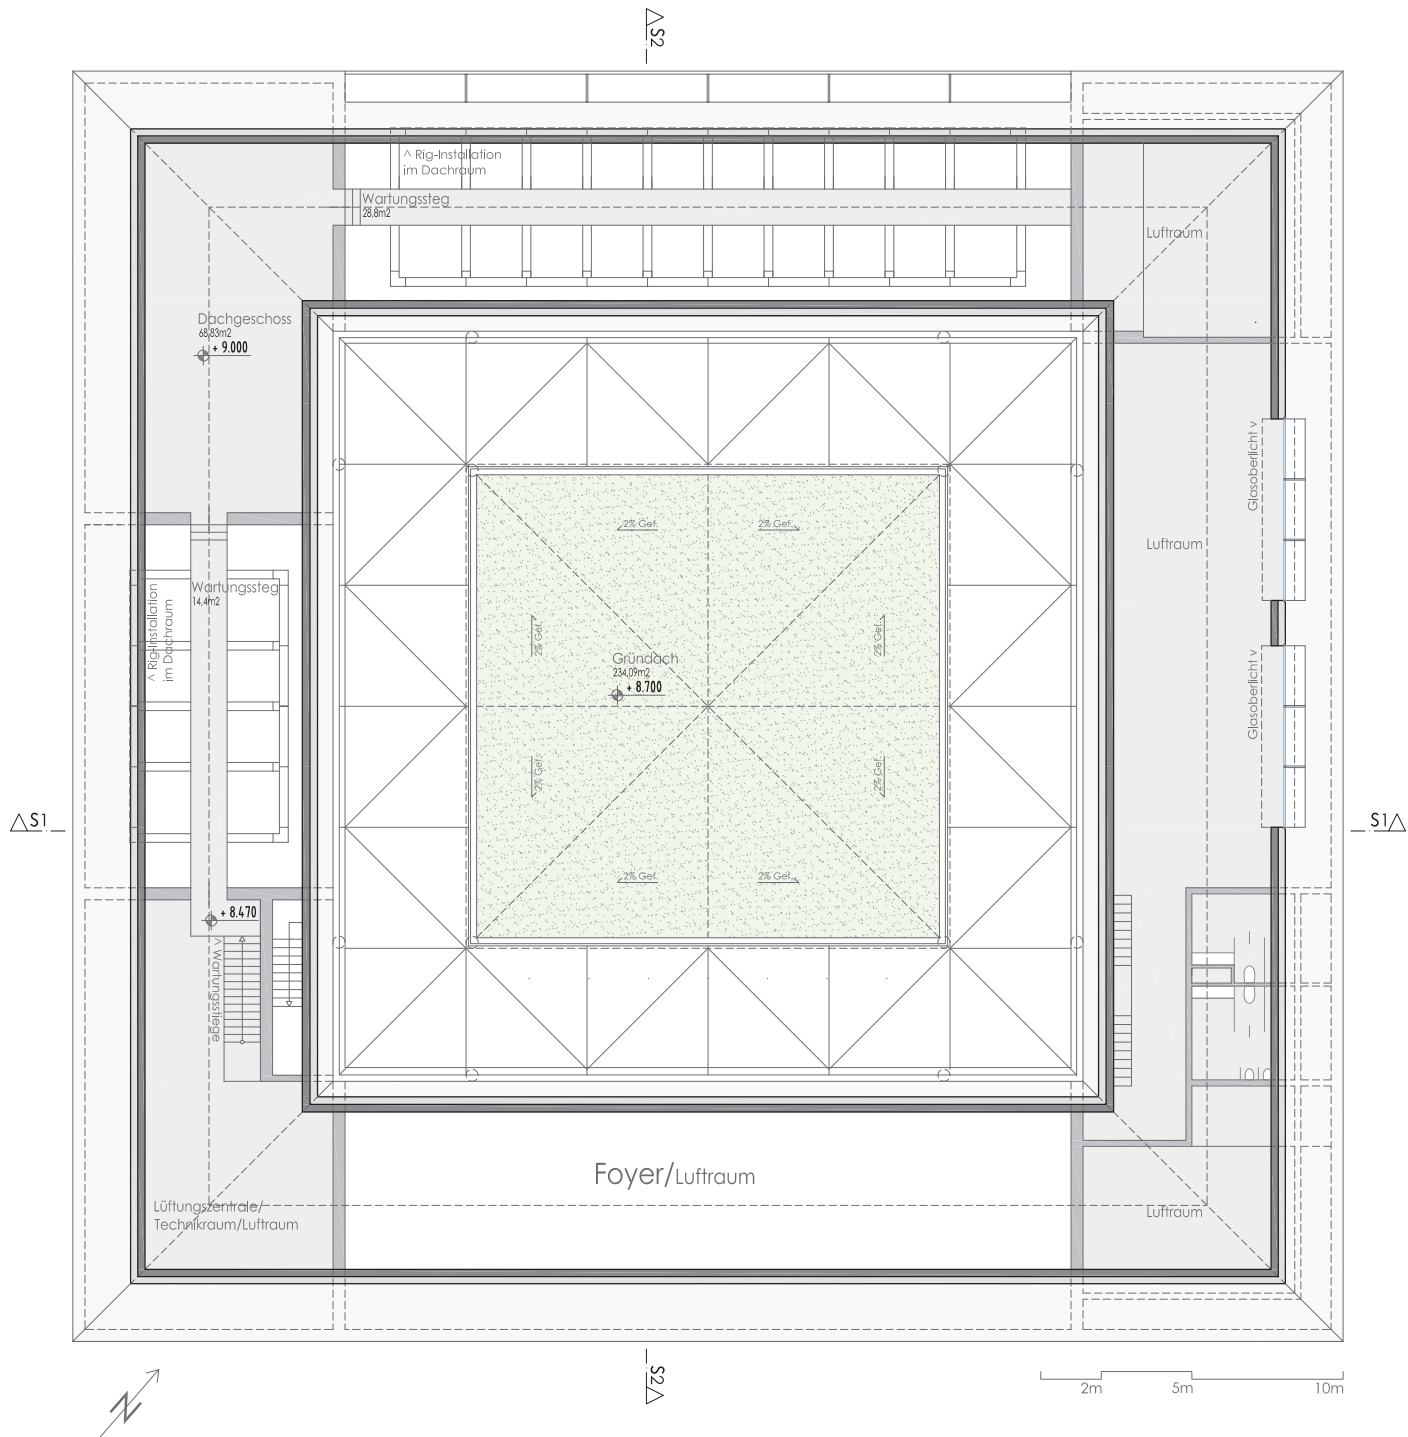 S2
^ Rig-Installation
im Dachraum
Wartungssteg
28,8m2
Luftraum
Dachgeschoss
68,83m2
+ 9.000
Glasoberlicht v
2% Gef.
2% Gef.
Luftraum
Wartungssteg
14,4m2
^ Rig-Installation
im Dachraum
2% Gef.
2% Gef.
Gründach
234,09m2
+ 8.700
Glasoberlicht v
2% Gef.
2% Gef.
S1
S1
2% Gef.
2% Gef.
+ 8.470
^ Wartungsstiege
Foyer/Luftraum
Lüftungszentrale/
Technikraum/Luftraum
Luftraum
S2
N
2m
5m
10m